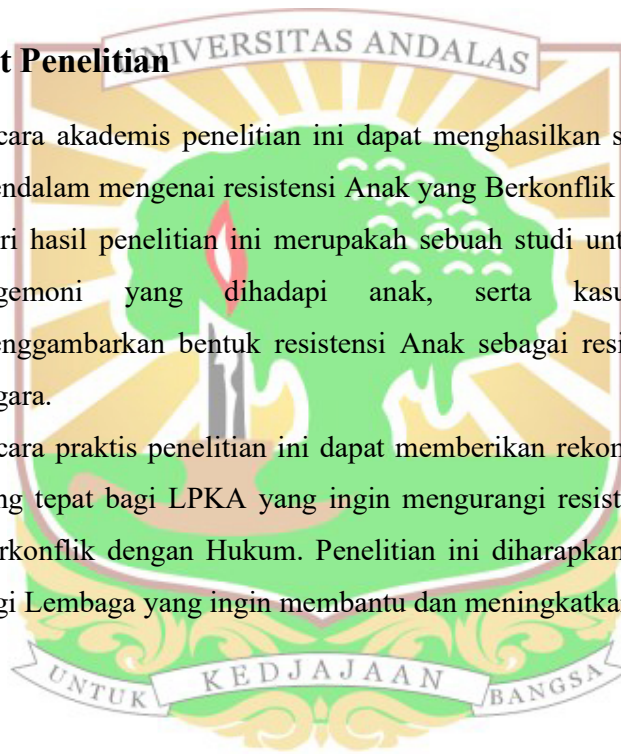 UNIVERSITAS ANDALAS
t Penelitian
cara akademis penelitian ini dapat menghasilkan s
endalam mengenai resistensi Anak yang Berkonflik
ri hasil penelitian ini merupakah sebuah studi unt
gemoni yang dihadapi anak, serta kasu
enggambarkan bentuk resistensi Anak sebagai resi
gara.
cara praktis penelitian ini dapat memberikan rekon
ng tepat bagi LPKA yang ingin mengurangi resist
rkonflik dengan Hukum. Penelitian ini diharapkan
gi Lembaga yang ingin membantu dan meningkatkan
UNTUK KEDJAJAAN BANGSA